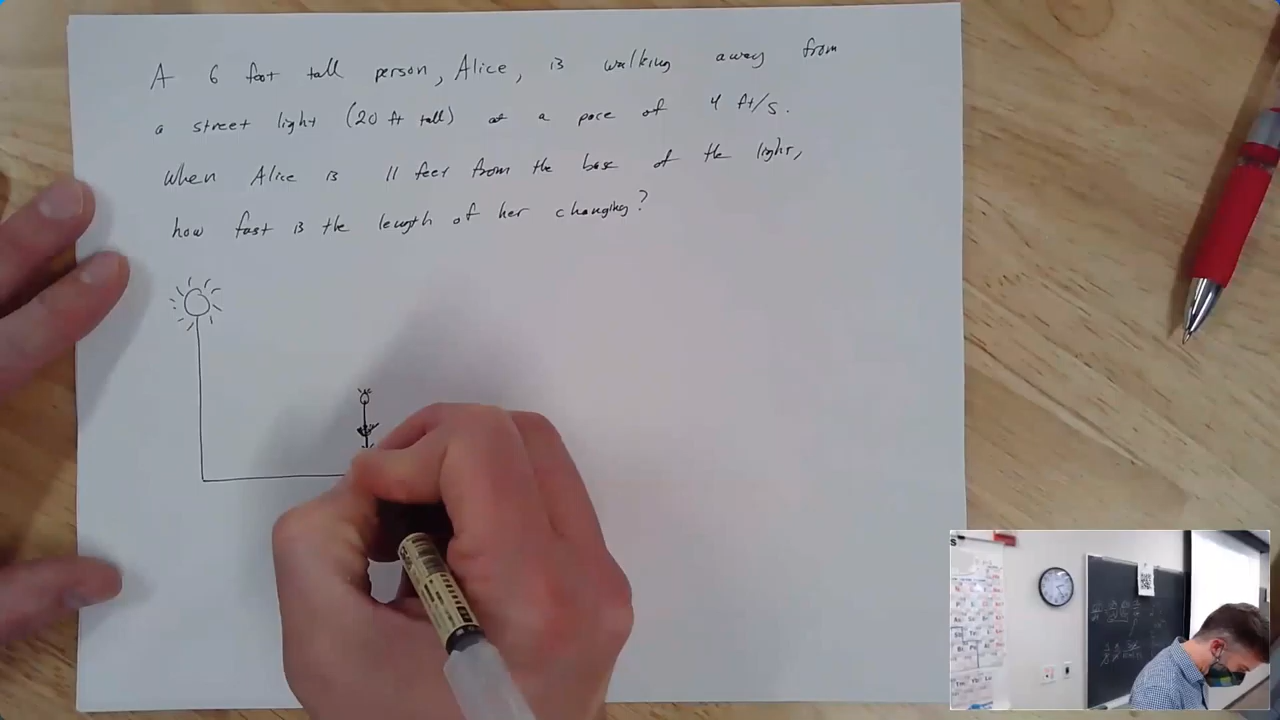 A 6 foot tall person, Alice, is walking away from
a street light (20 ft tall) at a pace of 4 ft/s.
When Alice is 11 feet from the base of the light,
how fast is the length of her changing?